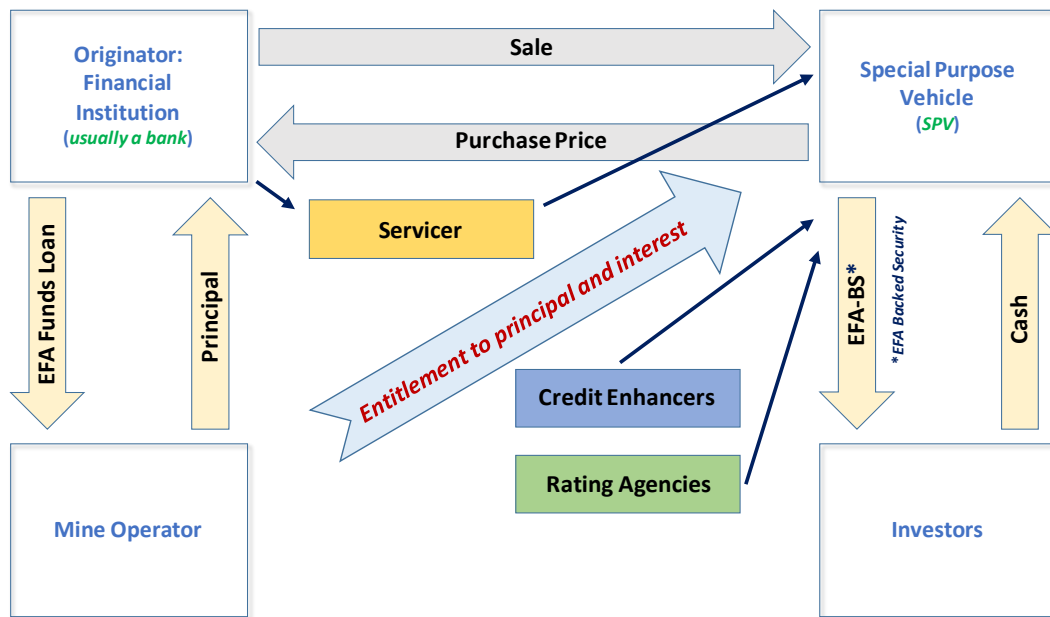 Originator:
Financial
Institution
(usually a bank)
Sale
Special Purpose
Vehicle
(SPV)
Purchase Price
Servicer
EFA Funds Loan
Principal
Entitlement to principal and interest
EFA-BS*
*EFA Backed Security
Cash
Credit Enhancers
Rating Agencies
Mine Operator
Investors